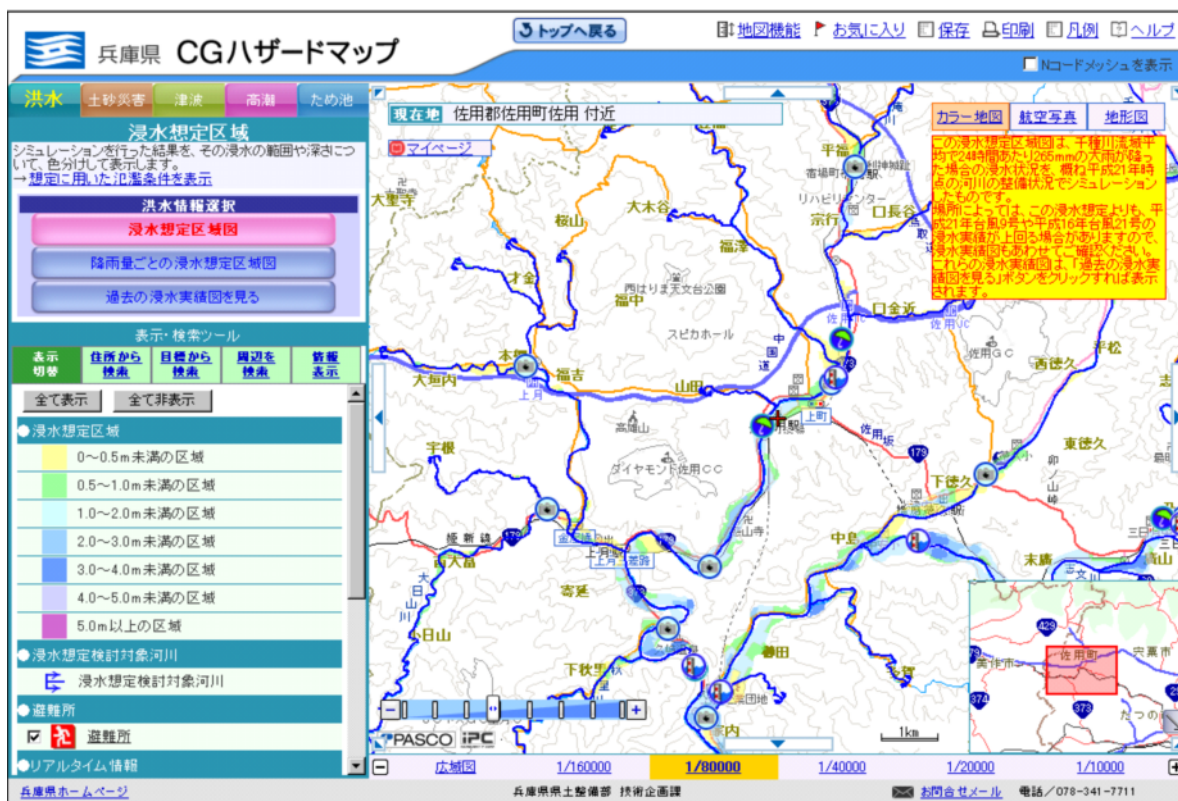 トップへ戻る
地図機能 お気に入り 保存 印刷 凡例 ヘルプ
兵庫県 CGハザードマップ
Nコードメッシュを表示
洪水 土砂災害 津波 高潮 ため池
浸水想定区域
シミュレーションを行った結果を、その浸水の範囲や深さについて、色分けして表示します。
→想定に用いた氾濫条件を表示
洪水情報選択
浸水想定区域図
降雨量ごとの浸水想定区域図
過去の浸水実績図を見る
表示・検索ツール
表示切替 住所から検索 目標から検索 周辺を検索 情報表示
全て表示 全て非表示
●浸水想定区域
0～0.5m未満の区域
0.5～1.0m未満の区域
1.0～2.0m未満の区域
2.0～3.0m未満の区域
3.0～4.0m未満の区域
4.0～5.0m未満の区域
5.0m以上の区域
●浸水想定検討対象河川
浸水想定検討対象河川
●避難所
避難所
●リアルタイム情報
現在地 佐用郡佐用町佐用 付近
マイページ
カラー地図 航空写真 地形図
この浸水想定区域図は、千種川流域平
均で24時間あたり265mmの大雨が降っ
た場合の浸水状況を、概ね平成21年時
点の河川の整備状況でシミュレーション
したものです。
場所によっては、この浸水想定よりも、平
成21年台風9号や平成16年台風21号の
浸水実績が上回る場合がありますので、
浸水実績図もあわせてご確認ください。
これらの浸水実績図は、「過去の浸水実
績図を見る」ボタンをクリックすれば表示
されます。
平福
リハビリセンター
大聖寺
桜山
大木谷
宗行
口長谷
福澤
才金
福中
西はりま天文台公園
スピカホール
中国道
佐用JC
口金近
佐用JC
佐用GC
西徳久
平松
大垣内
福吉
上月
山田
高雄山
上町
佐用坂
179
東徳久
宇根
ダイヤモンド佐用CC
下徳久
卯ノ山峠
姫新線
179
中島
末廣
大日山川
寄延
下秋里
373
429
佐用町
宍粟市
美作市
374
373
たつの
1km
PASCO iPC
広域図 1/160000 1/80000 1/40000 1/20000 1/10000
兵庫県ホームページ 兵庫県県土整備部 技術企画課 お問合せメール 電話／078-341-7711